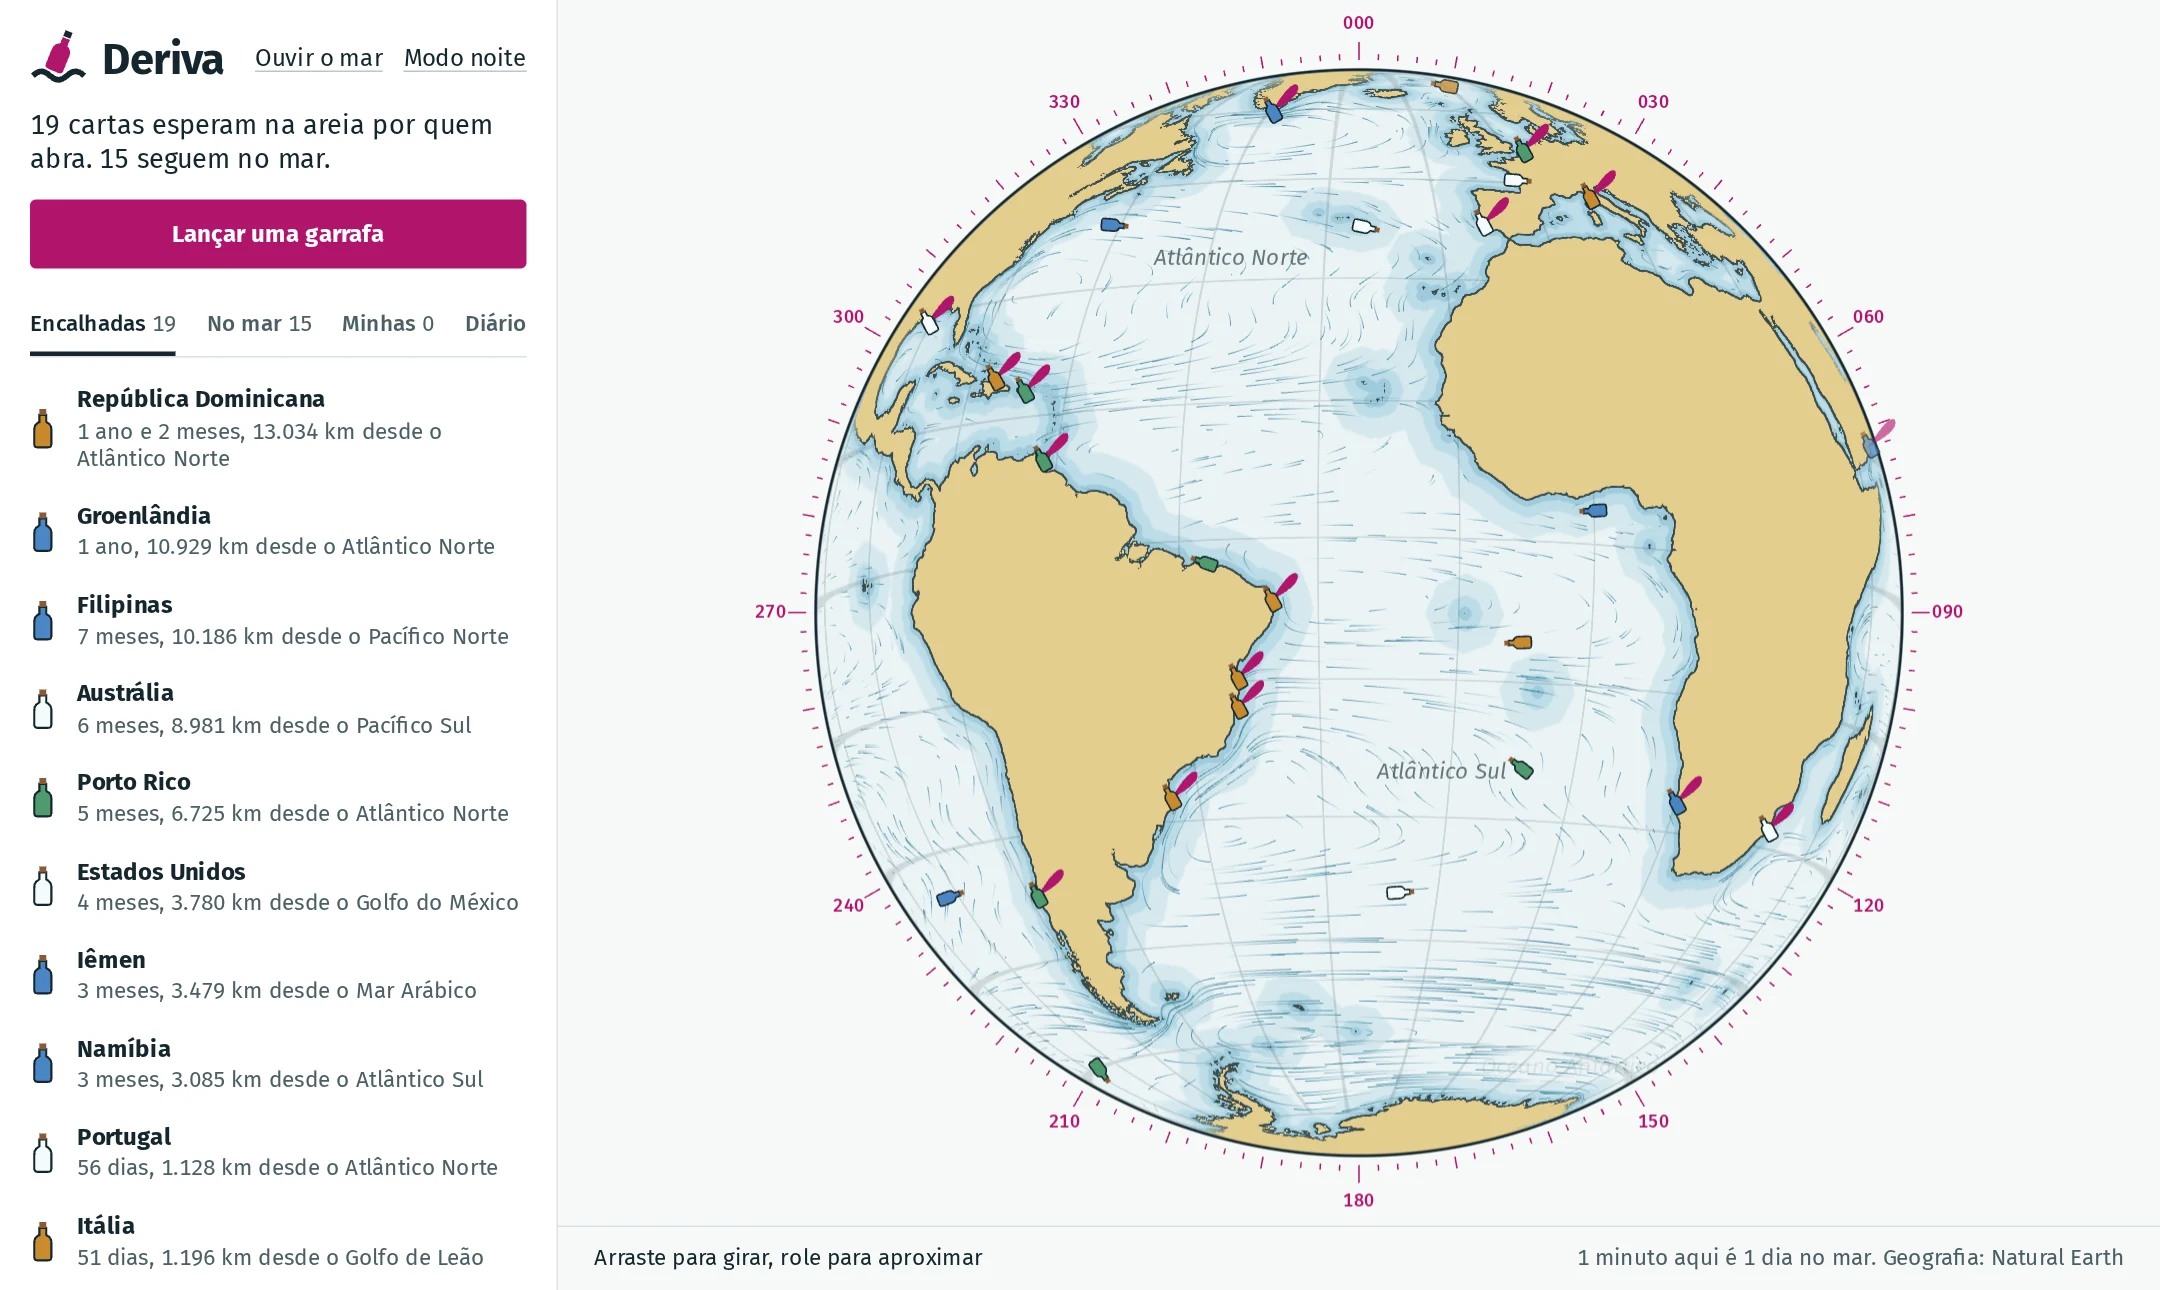 Deriva
Ouvir o mar
Modo noite
19 cartas esperam na areia por quem
abra. 15 seguem no mar.
Lançar uma garrafa
Encalhadas 19
No mar 15
Minhas 0
Diário
República Dominicana
1 ano e 2 meses, 13.034 km desde o
Atlântico Norte
Groenlândia
1 ano, 10.929 km desde o Atlântico Norte
Filipinas
7 meses, 10.186 km desde o Pacífico Norte
Austrália
6 meses, 8.981 km desde o Pacífico Sul
Porto Rico
5 meses, 6.725 km desde o Atlântico Norte
Estados Unidos
4 meses, 3.780 km desde o Golfo do México
Iêmen
3 meses, 3.479 km desde o Mar Arábico
Namíbia
3 meses, 3.085 km desde o Atlântico Sul
Portugal
56 dias, 1.128 km desde o Atlântico Norte
Itália
51 dias, 1.196 km desde o Golfo de Leão
000
330
030
Atlântico Norte
300
060
270
090
Atlântico Sul
240
120
210
150
180
Arraste para girar, role para aproximar
1 minuto aqui é 1 dia no mar. Geografia: Natural Earth